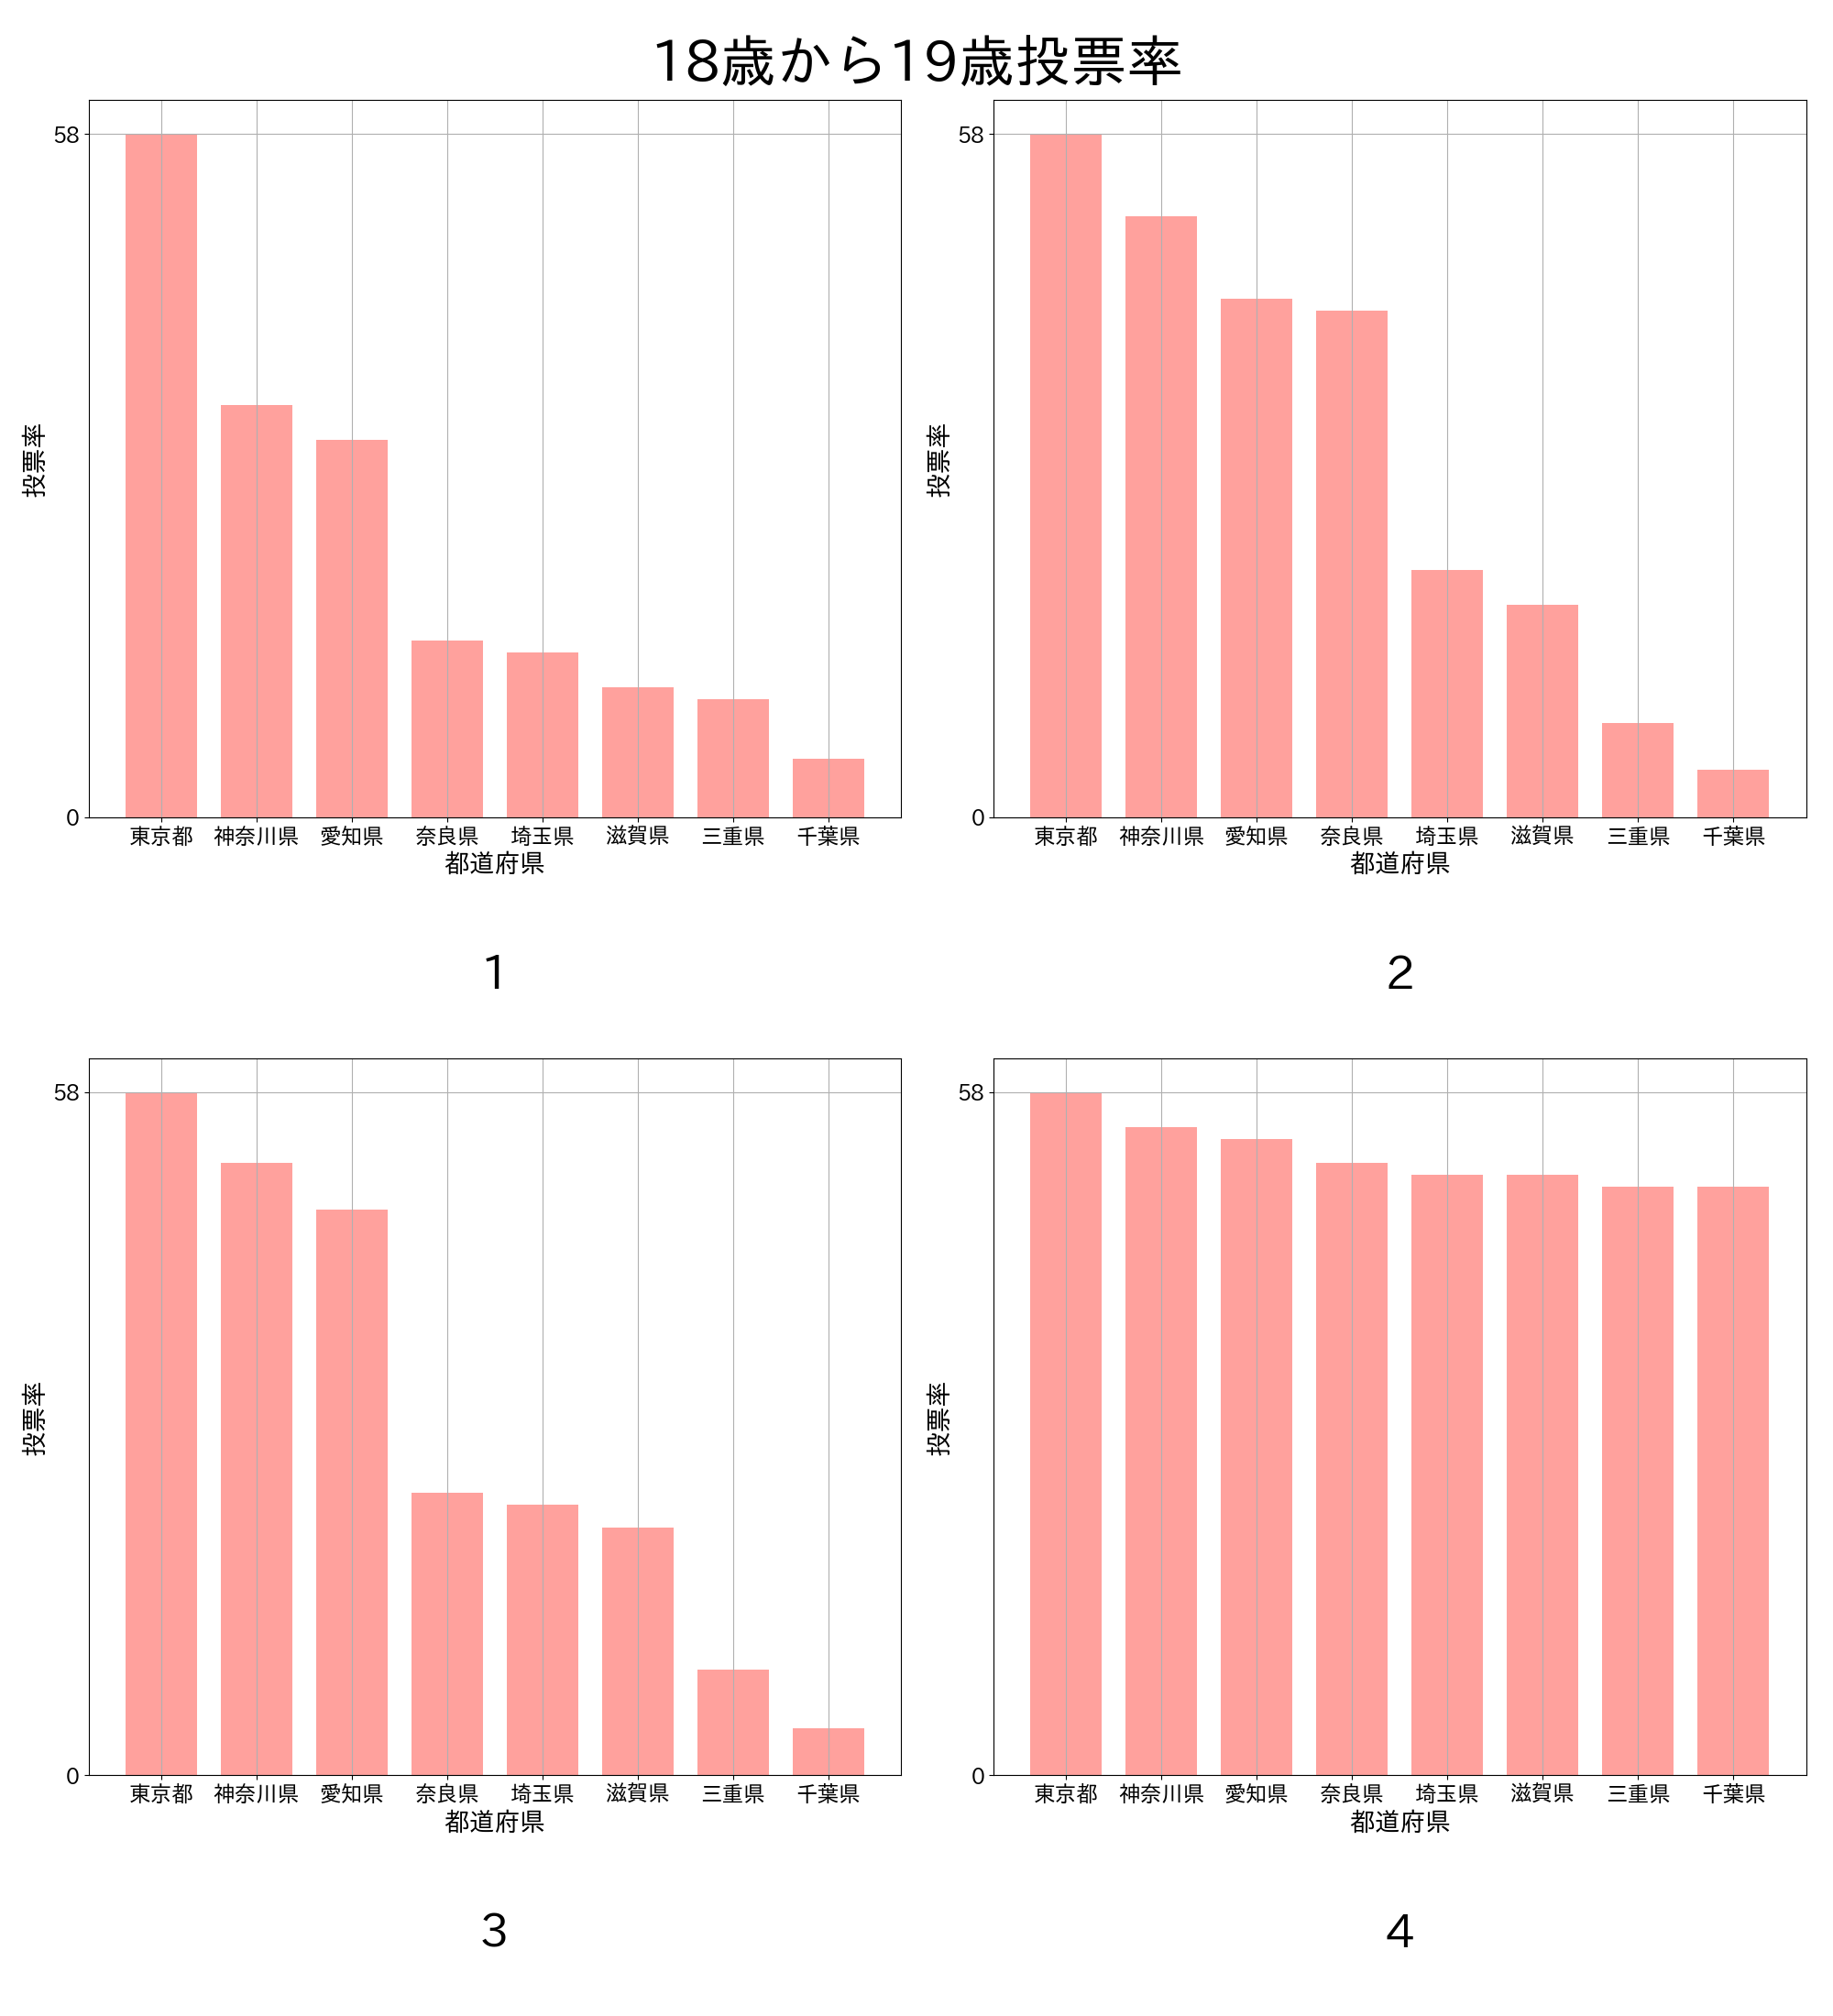 18歳から19歳投票率
58
0
投票率
東京都 神奈川県 愛知県 奈良県 埼玉県 滋賀県 三重県 千葉県
都道府県
1
58
0
投票率
東京都 神奈川県 愛知県 奈良県 埼玉県 滋賀県 三重県 千葉県
都道府県
2
58
0
投票率
東京都 神奈川県 愛知県 奈良県 埼玉県 滋賀県 三重県 千葉県
都道府県
3
58
0
投票率
東京都 神奈川県 愛知県 奈良県 埼玉県 滋賀県 三重県 千葉県
都道府県
4